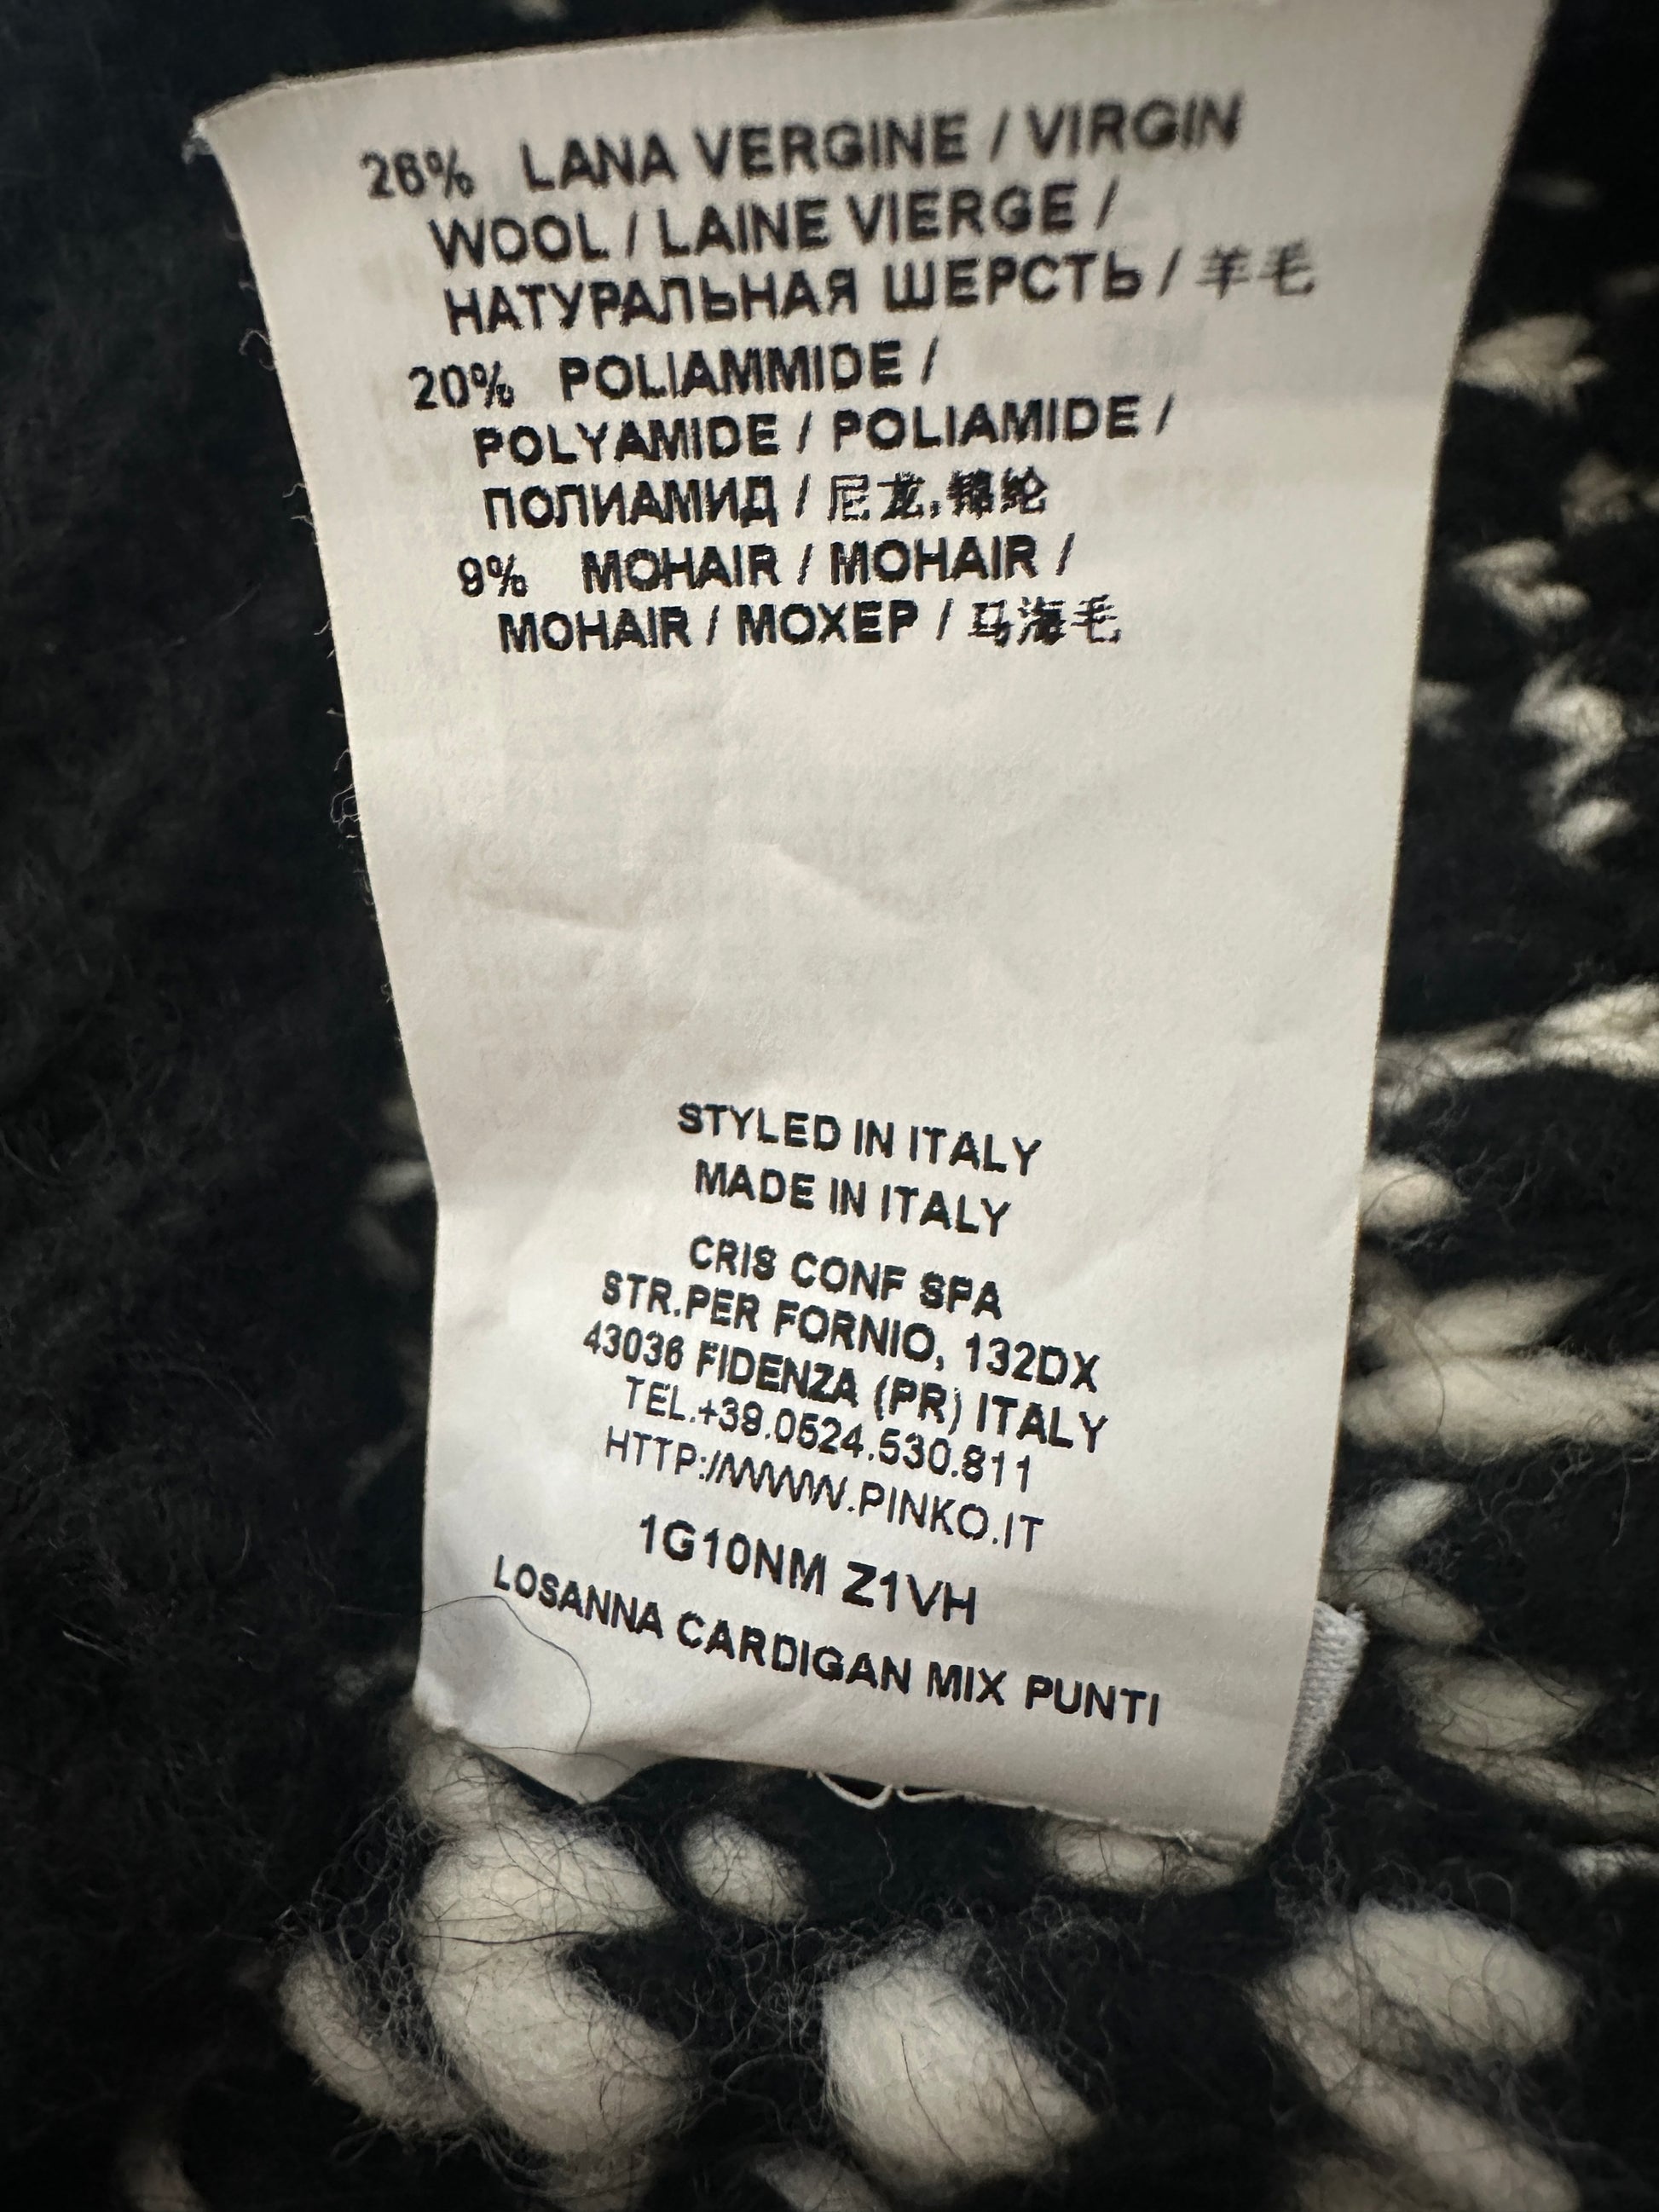 26% LANA VERGINE / VIRGIN
WOOL / LAINE VIERGE /
НАТУРАЛЬНАЯ ШЕРСТЬ / 羊毛
20% POLIAMMIDE /
POLYAMIDE / POLIAMIDE /
ПОЛИАМИД / 尼龙,锦纶
9% MOHAIR / MOHAIR /
MOHAIR / МОХЕР / 马海毛
STYLED IN ITALY
MADE IN ITALY
CRIS CONF SPA
STR.PER FORNIO, 132DX
43036 FIDENZA (PR) ITALY
TEL.+39.0524.530.811
HTTP://WWW.PINKO.IT
1G10NM Z1VH
LOSANNA CARDIGAN MIX PUNTI